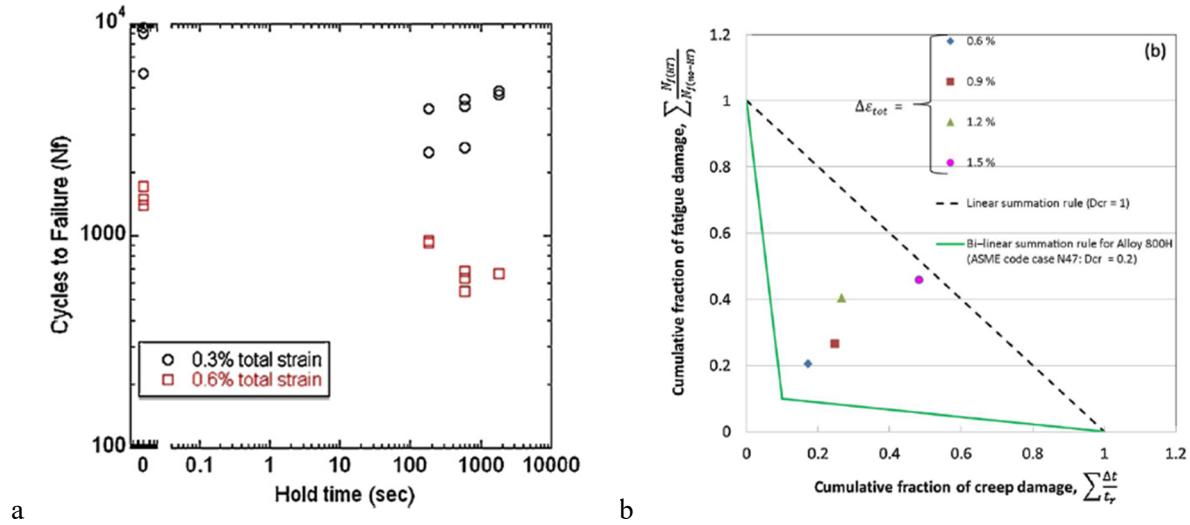 10⁴
1000
100
Cycles to Failure (Nf)
0.3% total strain
0.6% total strain
0 0.1 1 10 100 1000 10000
Hold time (sec)
a
(b)
1.2
1
0.8
0.6
0.4
0.2
0
Cumulative fraction of fatigue damage, ∑ N_f(HT) / N_f(no−HT)
Δε_tot =
0.6 %
0.9 %
1.2 %
1.5 %
Linear summation rule (Dcr = 1)
Bi–linear summation rule for Alloy 800H
(ASME code case N47: Dcr = 0.2)
0 0.2 0.4 0.6 0.8 1 1.2
Cumulative fraction of creep damage, ∑ Δt / t_r
b